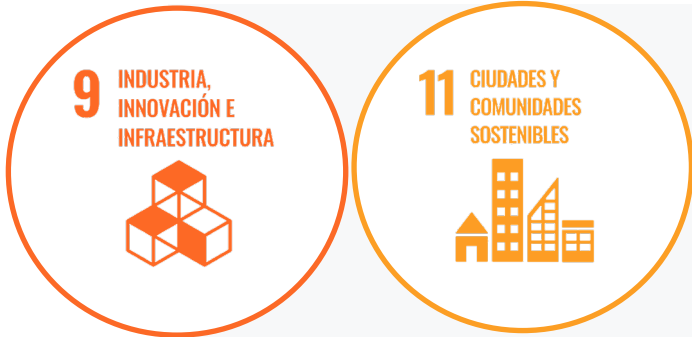 9 INDUSTRIA,
INNOVACIÓN E
INFRAESTRUCTURA
11 CIUDADES Y
COMUNIDADES
SOSTENIBLES